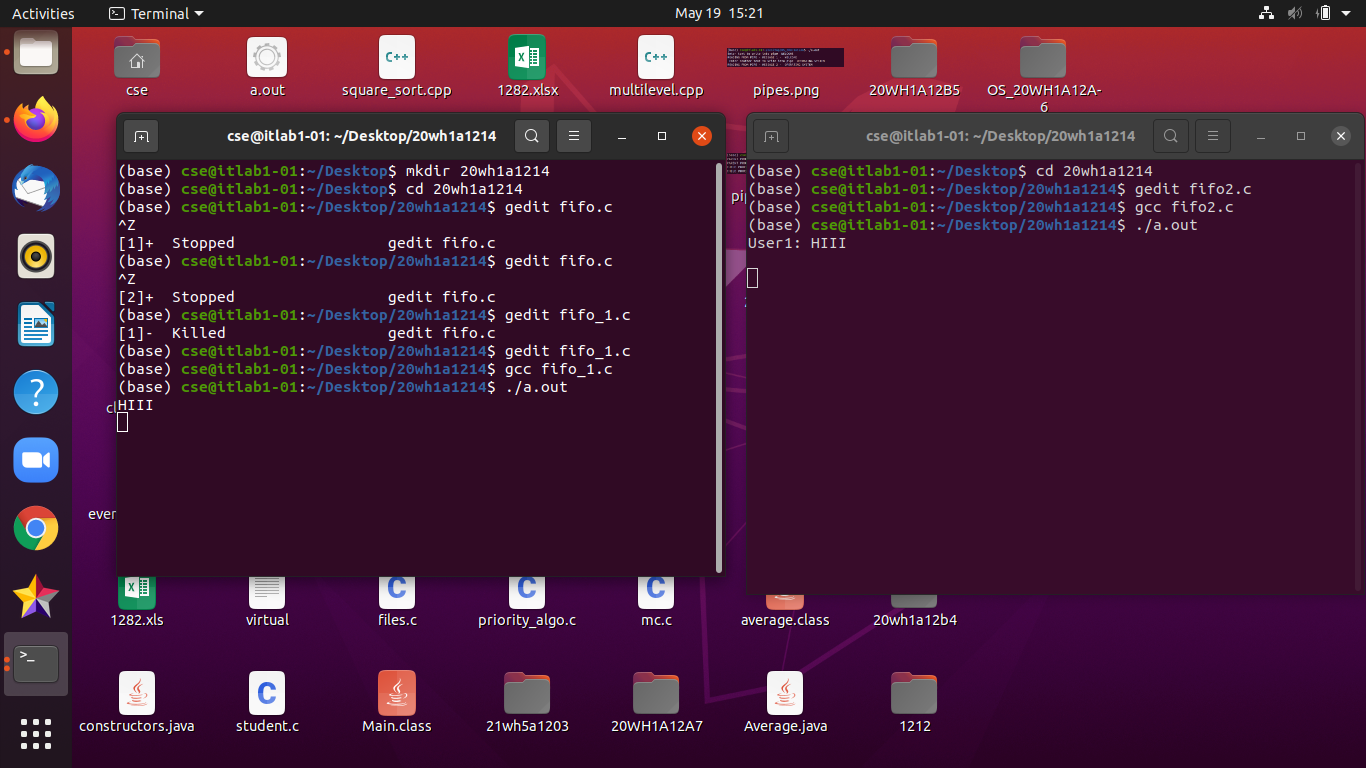 Activities
Terminal
May 19 15:21
cse
a.out
square_sort.cpp
1282.xlsx
multilevel.cpp
pipes.png
20WH1A12B5
OS_20WH1A12A-
6
cse@itlab1-01: ~/Desktop/20wh1a1214
(base) cse@itlab1-01:~/Desktop$ mkdir 20wh1a1214
(base) cse@itlab1-01:~/Desktop$ cd 20wh1a1214
(base) cse@itlab1-01:~/Desktop/20wh1a1214$ gedit fifo.c
^Z
[1]+  Stopped                 gedit fifo.c
(base) cse@itlab1-01:~/Desktop/20wh1a1214$ gedit fifo.c
^Z
[2]+  Stopped                 gedit fifo.c
(base) cse@itlab1-01:~/Desktop/20wh1a1214$ gedit fifo_1.c
[1]-  Killed                  gedit fifo.c
(base) cse@itlab1-01:~/Desktop/20wh1a1214$ gedit fifo_1.c
(base) cse@itlab1-01:~/Desktop/20wh1a1214$ gcc fifo_1.c
(base) cse@itlab1-01:~/Desktop/20wh1a1214$ ./a.out
HIII
cse@itlab1-01: ~/Desktop/20wh1a1214
(base) cse@itlab1-01:~/Desktop$ cd 20wh1a1214
(base) cse@itlab1-01:~/Desktop/20wh1a1214$ gedit fifo2.c
(base) cse@itlab1-01:~/Desktop/20wh1a1214$ gcc fifo2.c
(base) cse@itlab1-01:~/Desktop/20wh1a1214$ ./a.out
User1: HIII
1282.xls
virtual
files.c
priority_algo.c
mc.c
average.class
20wh1a12b4
constructors.java
student.c
Main.class
21wh5a1203
20WH1A12A7
Average.java
1212